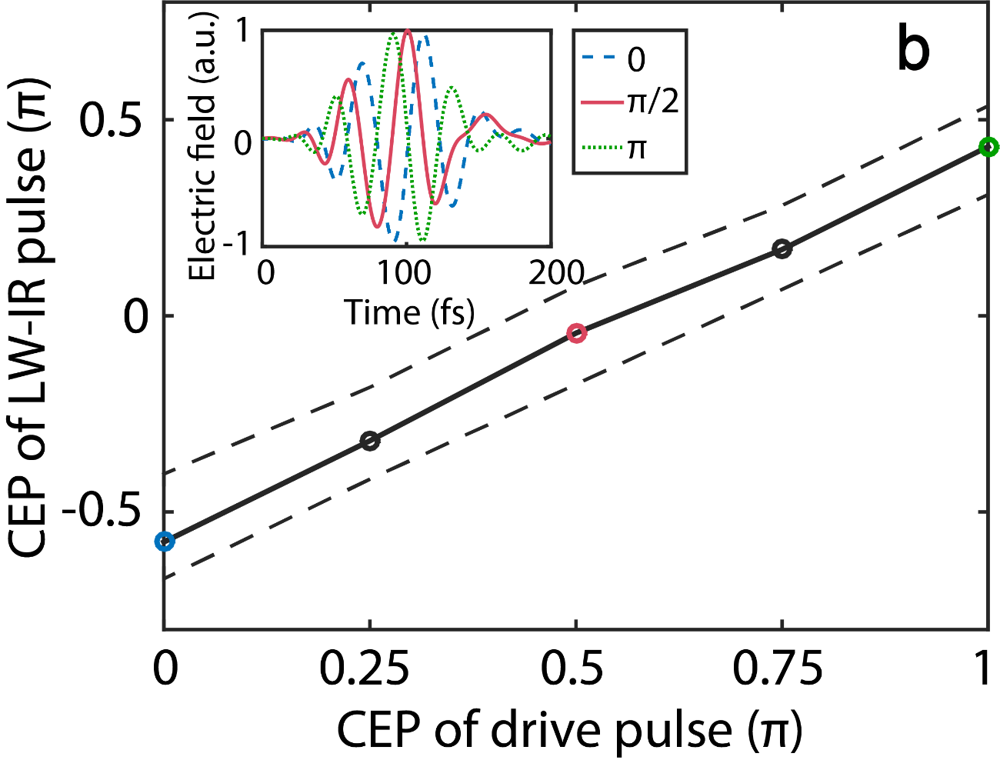 b
Electric field (a.u.)
1
0
-1
0
100
200
Time (fs)
0
π/2
π
CEP of LW-IR pulse (π)
0.5
0
-0.5
0
0.25
0.5
0.75
1
CEP of drive pulse (π)